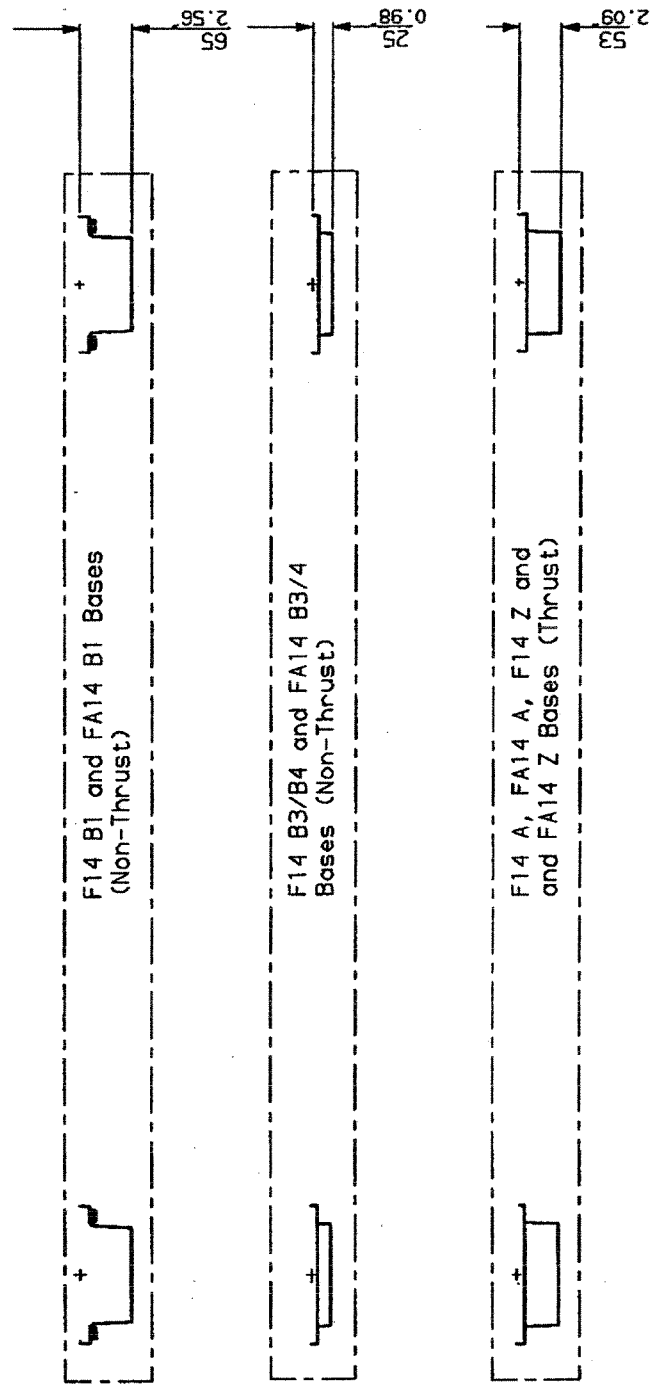 65
2.56"
F14 B1 and FA14 B1 Bases
(Non-Thrust)
25
0.98"
F14 B3/B4 and FA14 B3/4
Bases (Non-Thrust)
53
2.09"
F14 A, FA14 A, F14 Z and
and FA14 Z Bases (Thrust)